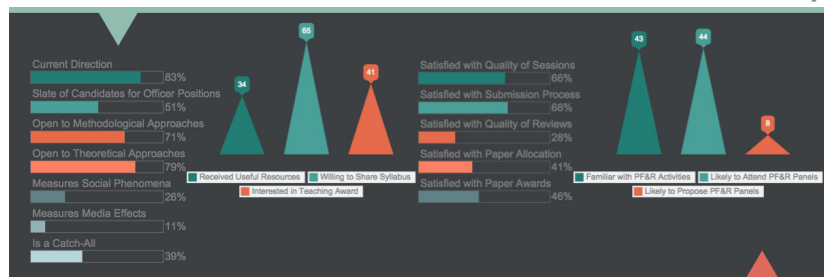 Current Direction
83%
Slate of Candidates for Officer Positions
51%
Open to Methodological Approaches
71%
Open to Theoretical Approaches
79%
Measures Social Phenomena
26%
Measures Media Effects
11%
Is a Catch-All
39%
34
65
41
Received Useful Resources
Willing to Share Syllabus
Interested in Teaching Award
Satisfied with Quality of Sessions
66%
Satisfied with Submission Process
68%
Satisfied with Quality of Reviews
28%
Satisfied with Paper Allocation
41%
Satisfied with Paper Awards
46%
43
44
8
Familiar with PF&R Activities
Likely to Attend PF&R Panels
Likely to Propose PF&R Panels